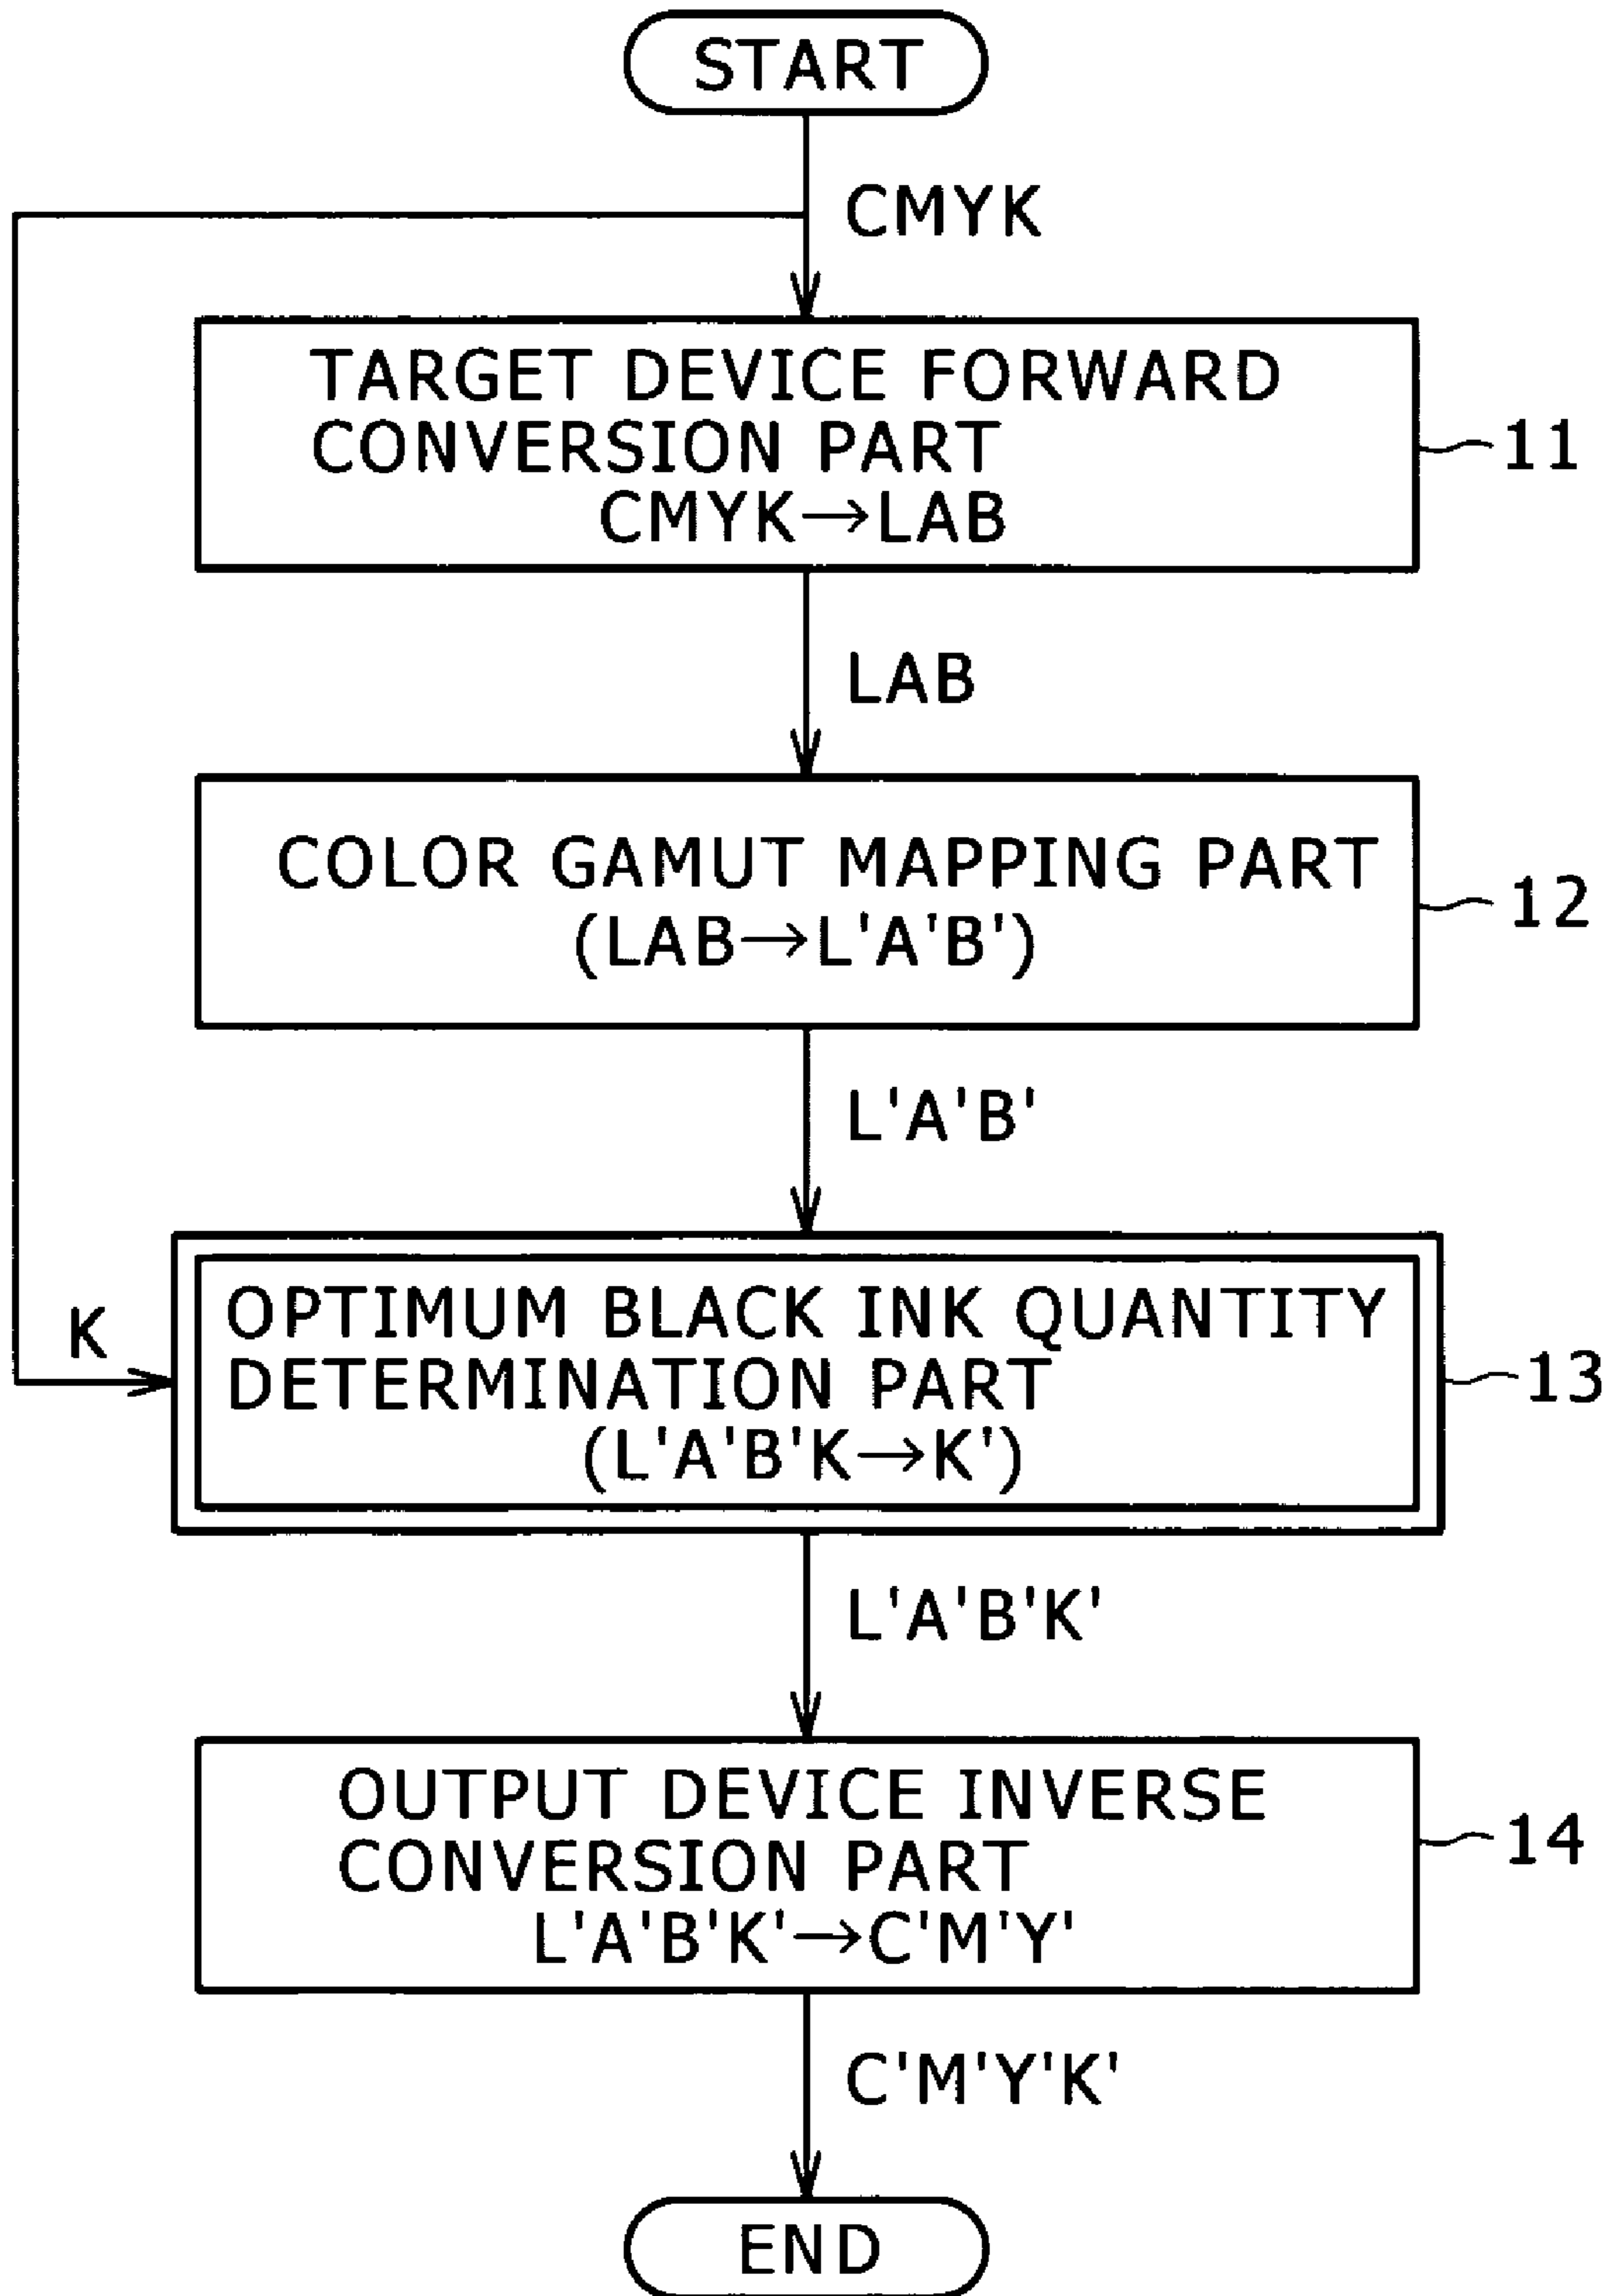 START
CMYK
TARGET DEVICE FORWARD
CONVERSION PART
CMYK→LAB
11
LAB
COLOR GAMUT MAPPING PART
(LAB→L'A'B')
12
L'A'B'
K
OPTIMUM BLACK INK QUANTITY
DETERMINATION PART
(L'A'B'K→K')
13
L'A'B'K'
OUTPUT DEVICE INVERSE
CONVERSION PART
L'A'B'K'→C'M'Y'
14
C'M'Y'K'
END